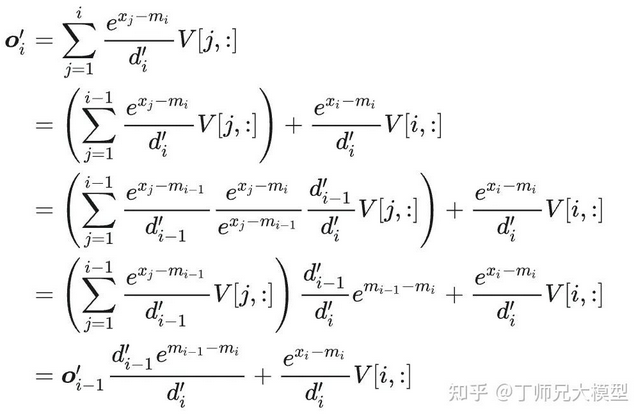 $\boldsymbol{o}'_i = \sum_{j=1}^{i} \frac{e^{x_j - m_i}}{d'_i} V[j,:]$
$= \left( \sum_{j=1}^{i-1} \frac{e^{x_j - m_i}}{d'_i} V[j,:] \right) + \frac{e^{x_i - m_i}}{d'_i} V[i,:]$
$= \left( \sum_{j=1}^{i-1} \frac{e^{x_j - m_{i-1}}}{d'_{i-1}} \frac{e^{x_j - m_i}}{e^{x_j - m_{i-1}}} \frac{d'_{i-1}}{d'_i} V[j,:] \right) + \frac{e^{x_i - m_i}}{d'_i} V[i,:]$
$= \left( \sum_{j=1}^{i-1} \frac{e^{x_j - m_{i-1}}}{d'_{i-1}} V[j,:] \right) \frac{d'_{i-1}}{d'_i} e^{m_{i-1} - m_i} + \frac{e^{x_i - m_i}}{d'_i} V[i,:]$
$= \boldsymbol{o}'_{i-1} \frac{d'_{i-1} e^{m_{i-1} - m_i}}{d'_i} + \frac{e^{x_i - m_i}}{d'_i} V[i,:]$
知乎 @丁师兄大模型